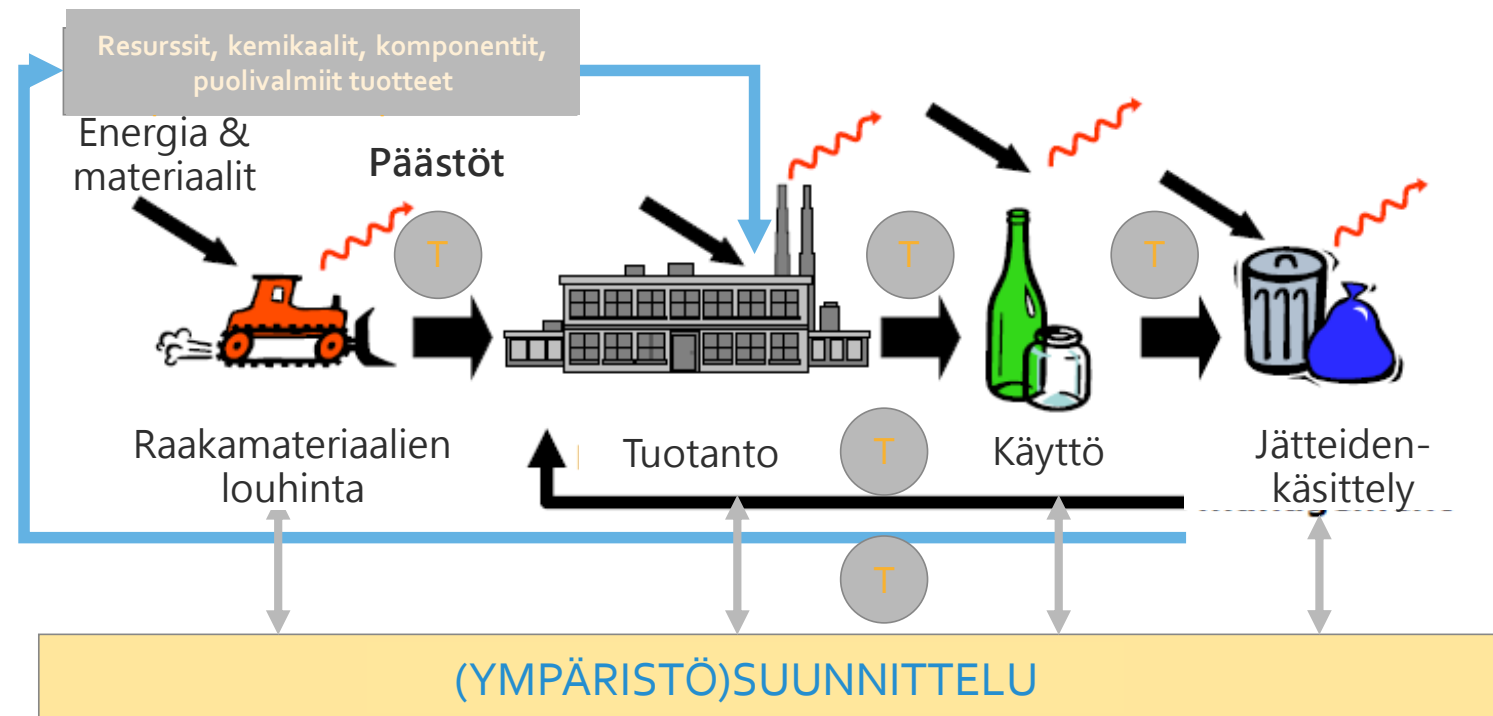 Resurssit, kemikaalit, komponentit,
puolivalmiit tuotteet
Energia &
materiaalit
Päästöt
T
T
T
Raakamateriaalien
louhinta
Tuotanto
T
Käyttö
Jätteiden-
käsittely
T
(YMPÄRISTÖ)SUUNNITTELU